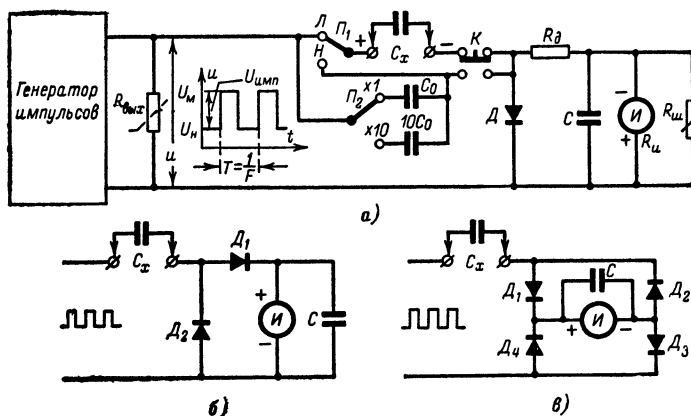 Генератор
импульсов
Rвых
u
u
Uм
Uн
Uимп
t
T = 1/F
Л
П₁
Н
+
Cₓ
−
К
П₂
x1
C₀
x10
10C₀
Rд
Д
C
И
+
Rи
Rш
а)
Cₓ
Д₁
Д₂
+
И
−
C
б)
Cₓ
C
Д₁
Д₂
+
И
−
Д₄
Д₃
в)